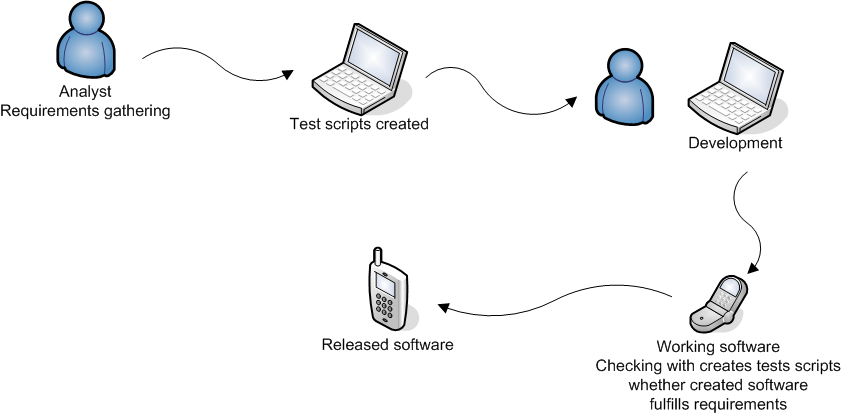 Analyst
Requirements gathering
Test scripts created
Development
Released software
Working software
Checking with creates tests scripts
whether created software
fulfills requirements